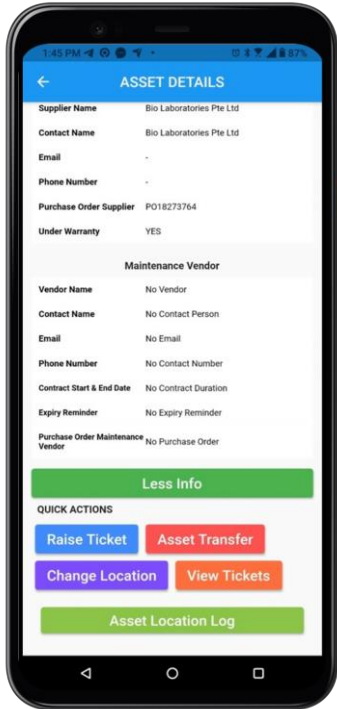 1:45 PM
87%
ASSET DETAILS
Supplier Name Bio Laboratories Pte Ltd
Contact Name Bio Laboratories Pte Ltd
Email -
Phone Number -
Purchase Order Supplier PO18273764
Under Warranty YES
Maintenance Vendor
Vendor Name No Vendor
Contact Name No Contact Person
Email No Email
Phone Number No Contact Number
Contract Start & End Date No Contract Duration
Expiry Reminder No Expiry Reminder
Purchase Order Maintenance
Vendor No Purchase Order
Less Info
QUICK ACTIONS
Raise Ticket Asset Transfer
Change Location View Tickets
Asset Location Log